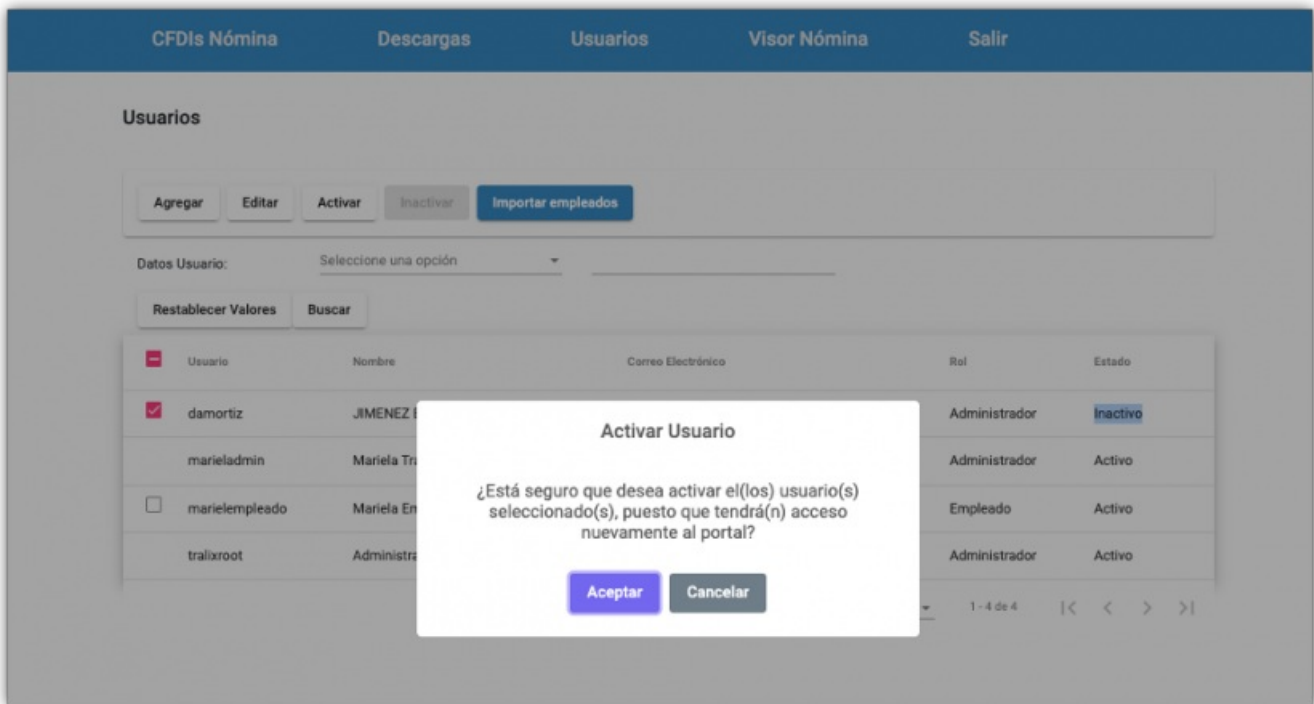 CFDIs Nómina Descargas Usuarios Visor Nómina Salir
Usuarios
Agregar Editar Activar Inactivar Importar empleados
Datos Usuario: Seleccione una opción
Restablecer Valores Buscar
Usuario Nombre Correo Electrónico Rol Estado
damortiz JIMENEZ Administrador Inactivo
marieladmin Mariela Administrador Activo
marielempleado Mariela Empleado Activo
tralixroot Administrador Activo
1 - 4 de 4
Activar Usuario
¿Está seguro que desea activar el(los) usuario(s)
seleccionado(s), puesto que tendrá(n) acceso
nuevamente al portal?
Aceptar Cancelar